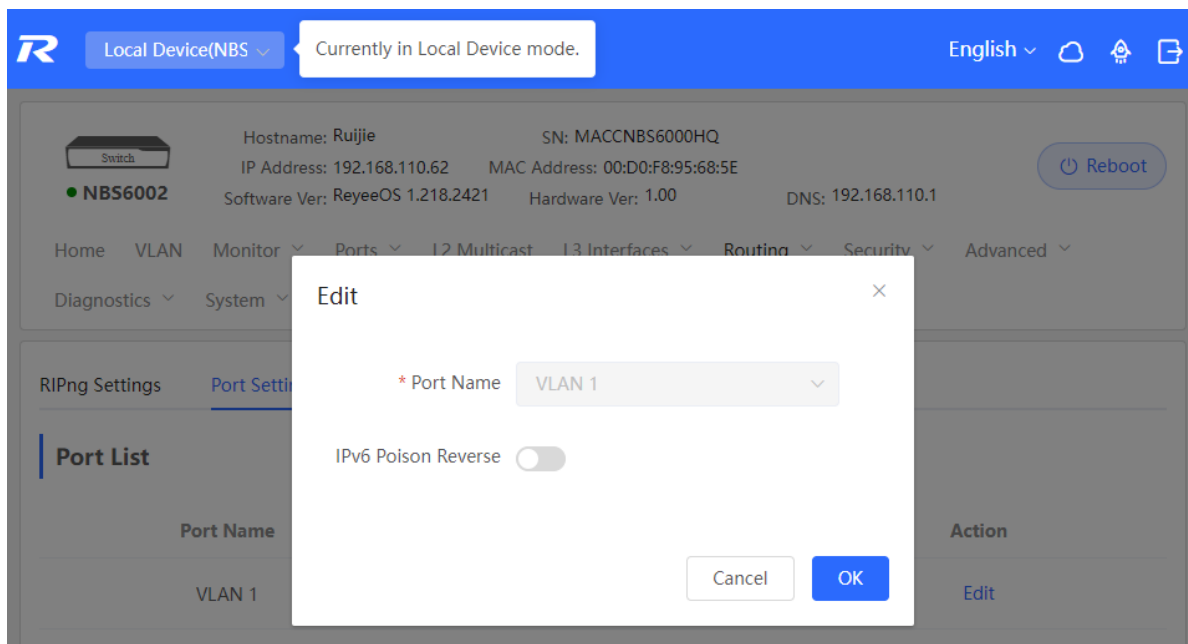 Local Device(NBS
Currently in Local Device mode.
English
Switch
NBS6002
Hostname: Ruijie
SN: MACCNBS6000HQ
IP Address: 192.168.110.62
MAC Address: 00:D0:F8:95:68:5E
Software Ver: ReyeeOS 1.218.2421
Hardware Ver: 1.00
DNS: 192.168.110.1
Reboot
Home VLAN Monitor Ports L2 Multicast L3 Interfaces Routing Security Advanced
Diagnostics System
Edit
RIPng Settings Port Setti
* Port Name VLAN 1
IPv6 Poison Reverse
Port List
Port Name Action
Cancel OK
VLAN 1 Edit